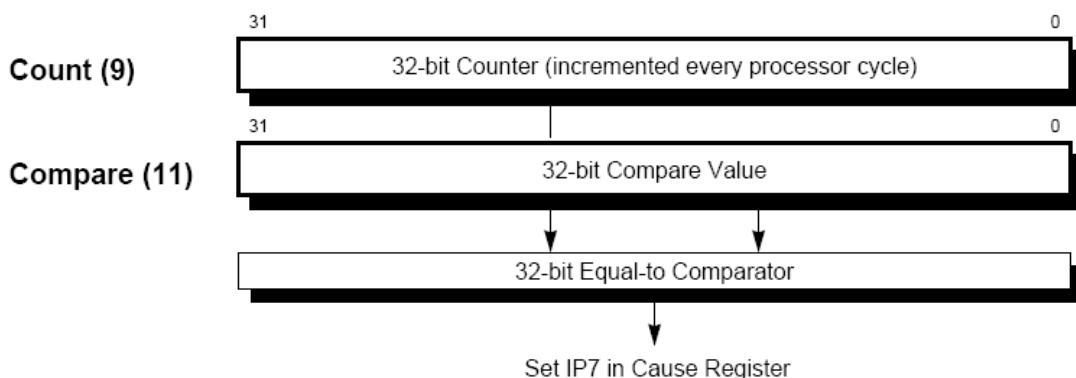 31 0
Count (9) 32-bit Counter (incremented every processor cycle)
31 0
Compare (11) 32-bit Compare Value
32-bit Equal-to Comparator
Set IP7 in Cause Register